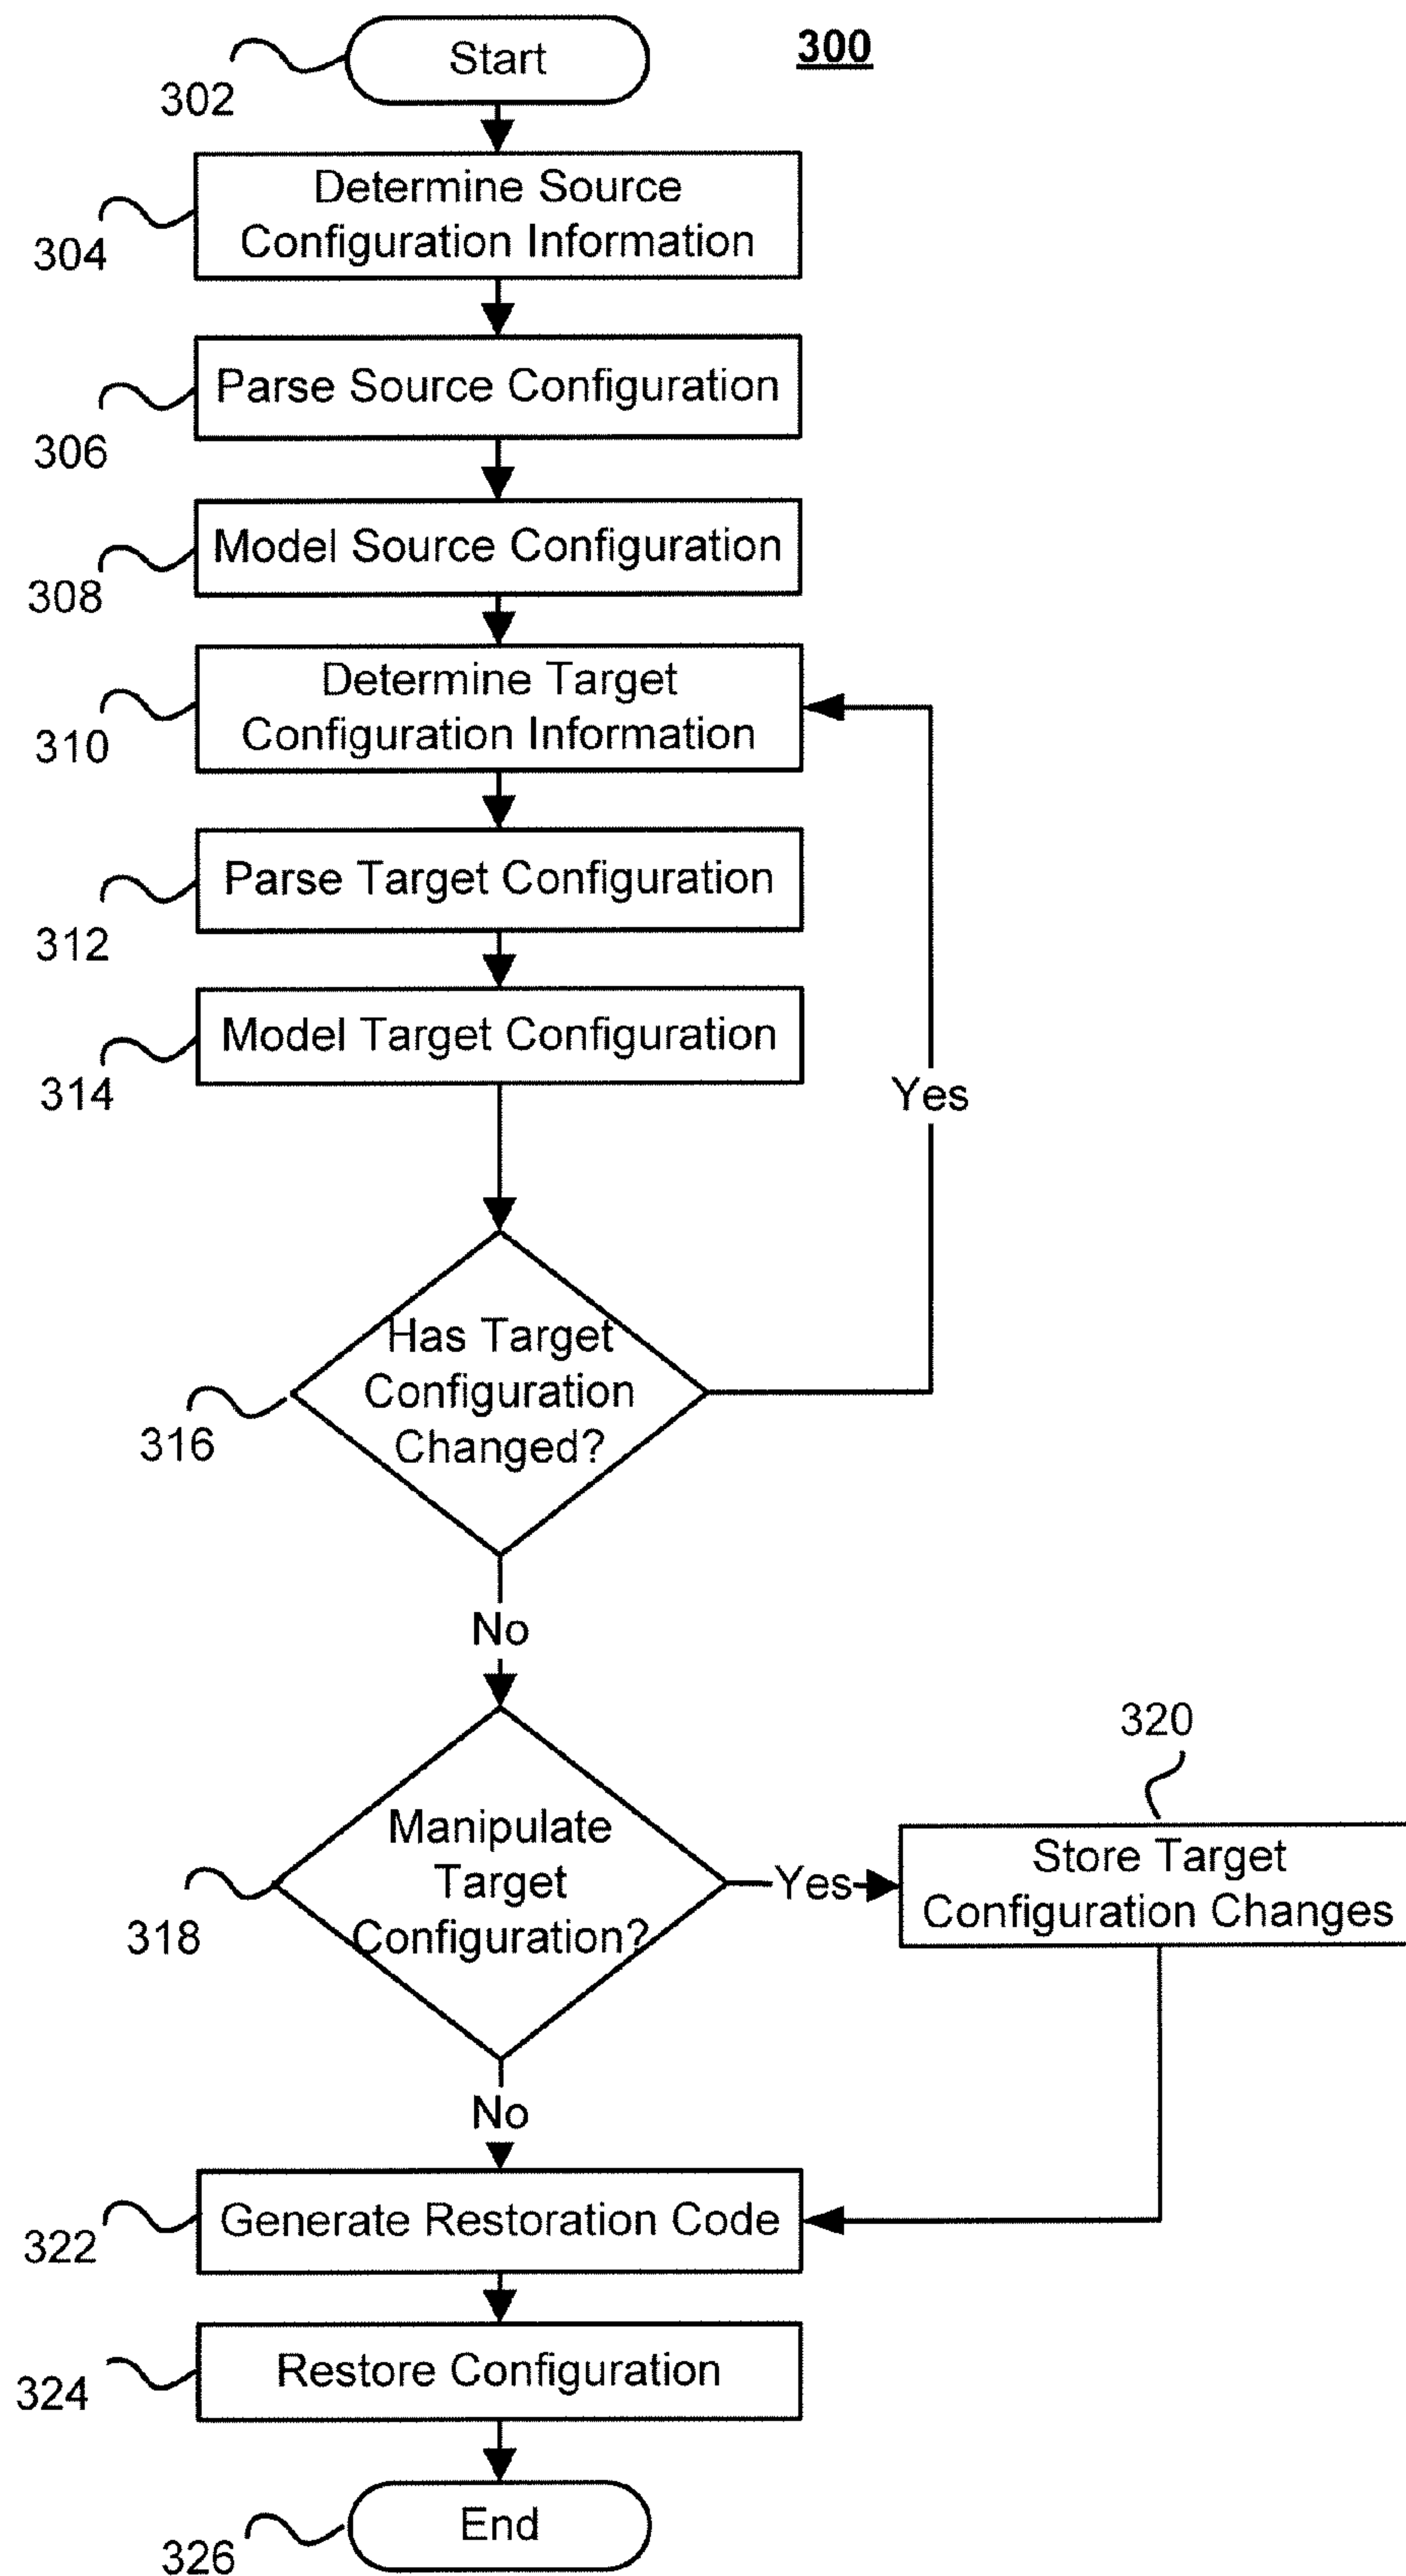 300
Start
302
Determine Source
Configuration Information
304
Parse Source Configuration
306
Model Source Configuration
308
Determine Target
Configuration Information
310
Parse Target Configuration
312
Model Target Configuration
314
Yes
Has Target
Configuration
Changed?
316
No
320
Manipulate
Target
Configuration?
318
Yes
Store Target
Configuration Changes
No
Generate Restoration Code
322
Restore Configuration
324
End
326